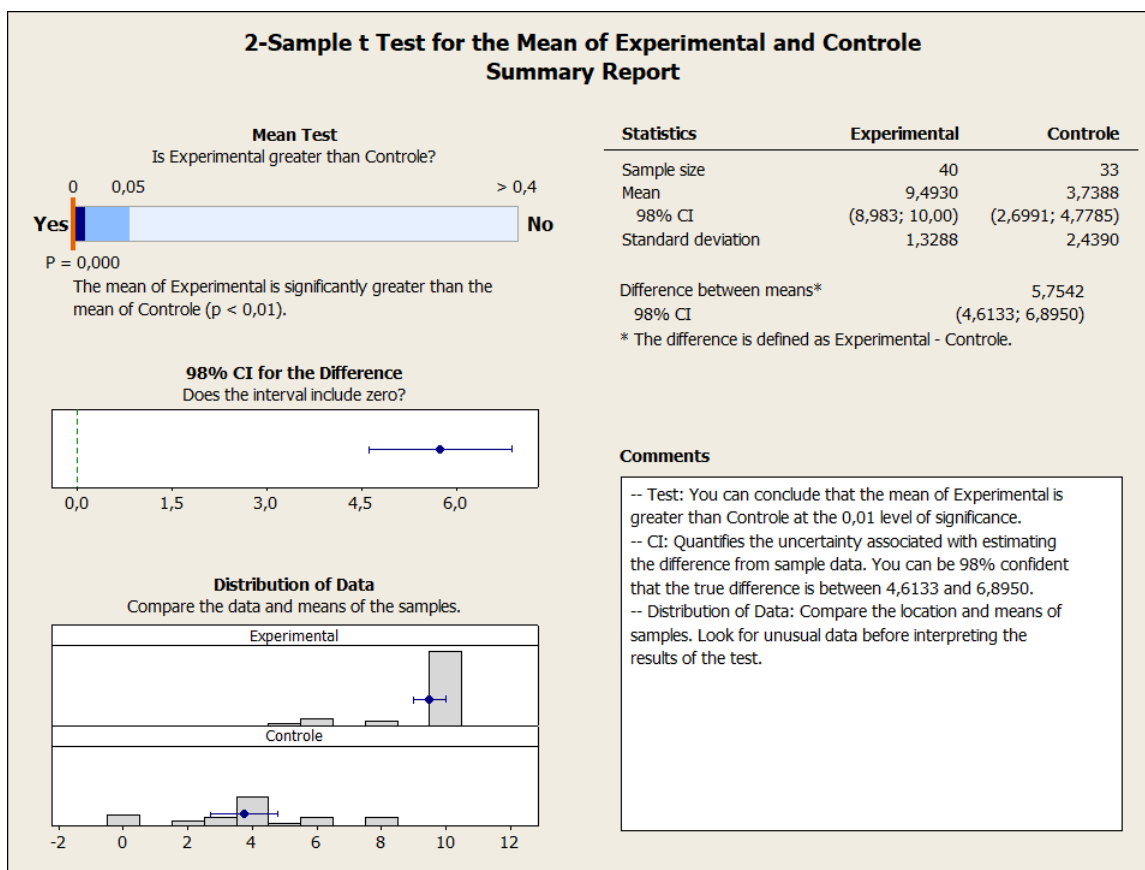 2-Sample t Test for the Mean of Experimental and Controle
Summary Report
Mean Test
Is Experimental greater than Controle?
0 0,05 > 0,4
Yes No
P = 0,000
The mean of Experimental is significantly greater than the
mean of Controle (p < 0,01).
98% CI for the Difference
Does the interval include zero?
0,0 1,5 3,0 4,5 6,0
Distribution of Data
Compare the data and means of the samples.
Experimental
Controle
-2 0 2 4 6 8 10 12
Statistics Experimental Controle
Sample size 40 33
Mean 9,4930 3,7388
98% CI (8,983; 10,00) (2,6991; 4,7785)
Standard deviation 1,3288 2,4390
Difference between means* 5,7542
98% CI (4,6133; 6,8950)
* The difference is defined as Experimental - Controle.
Comments
-- Test: You can conclude that the mean of Experimental is
greater than Controle at the 0,01 level of significance.
-- CI: Quantifies the uncertainty associated with estimating
the difference from sample data. You can be 98% confident
that the true difference is between 4,6133 and 6,8950.
-- Distribution of Data: Compare the location and means of
samples. Look for unusual data before interpreting the
results of the test.